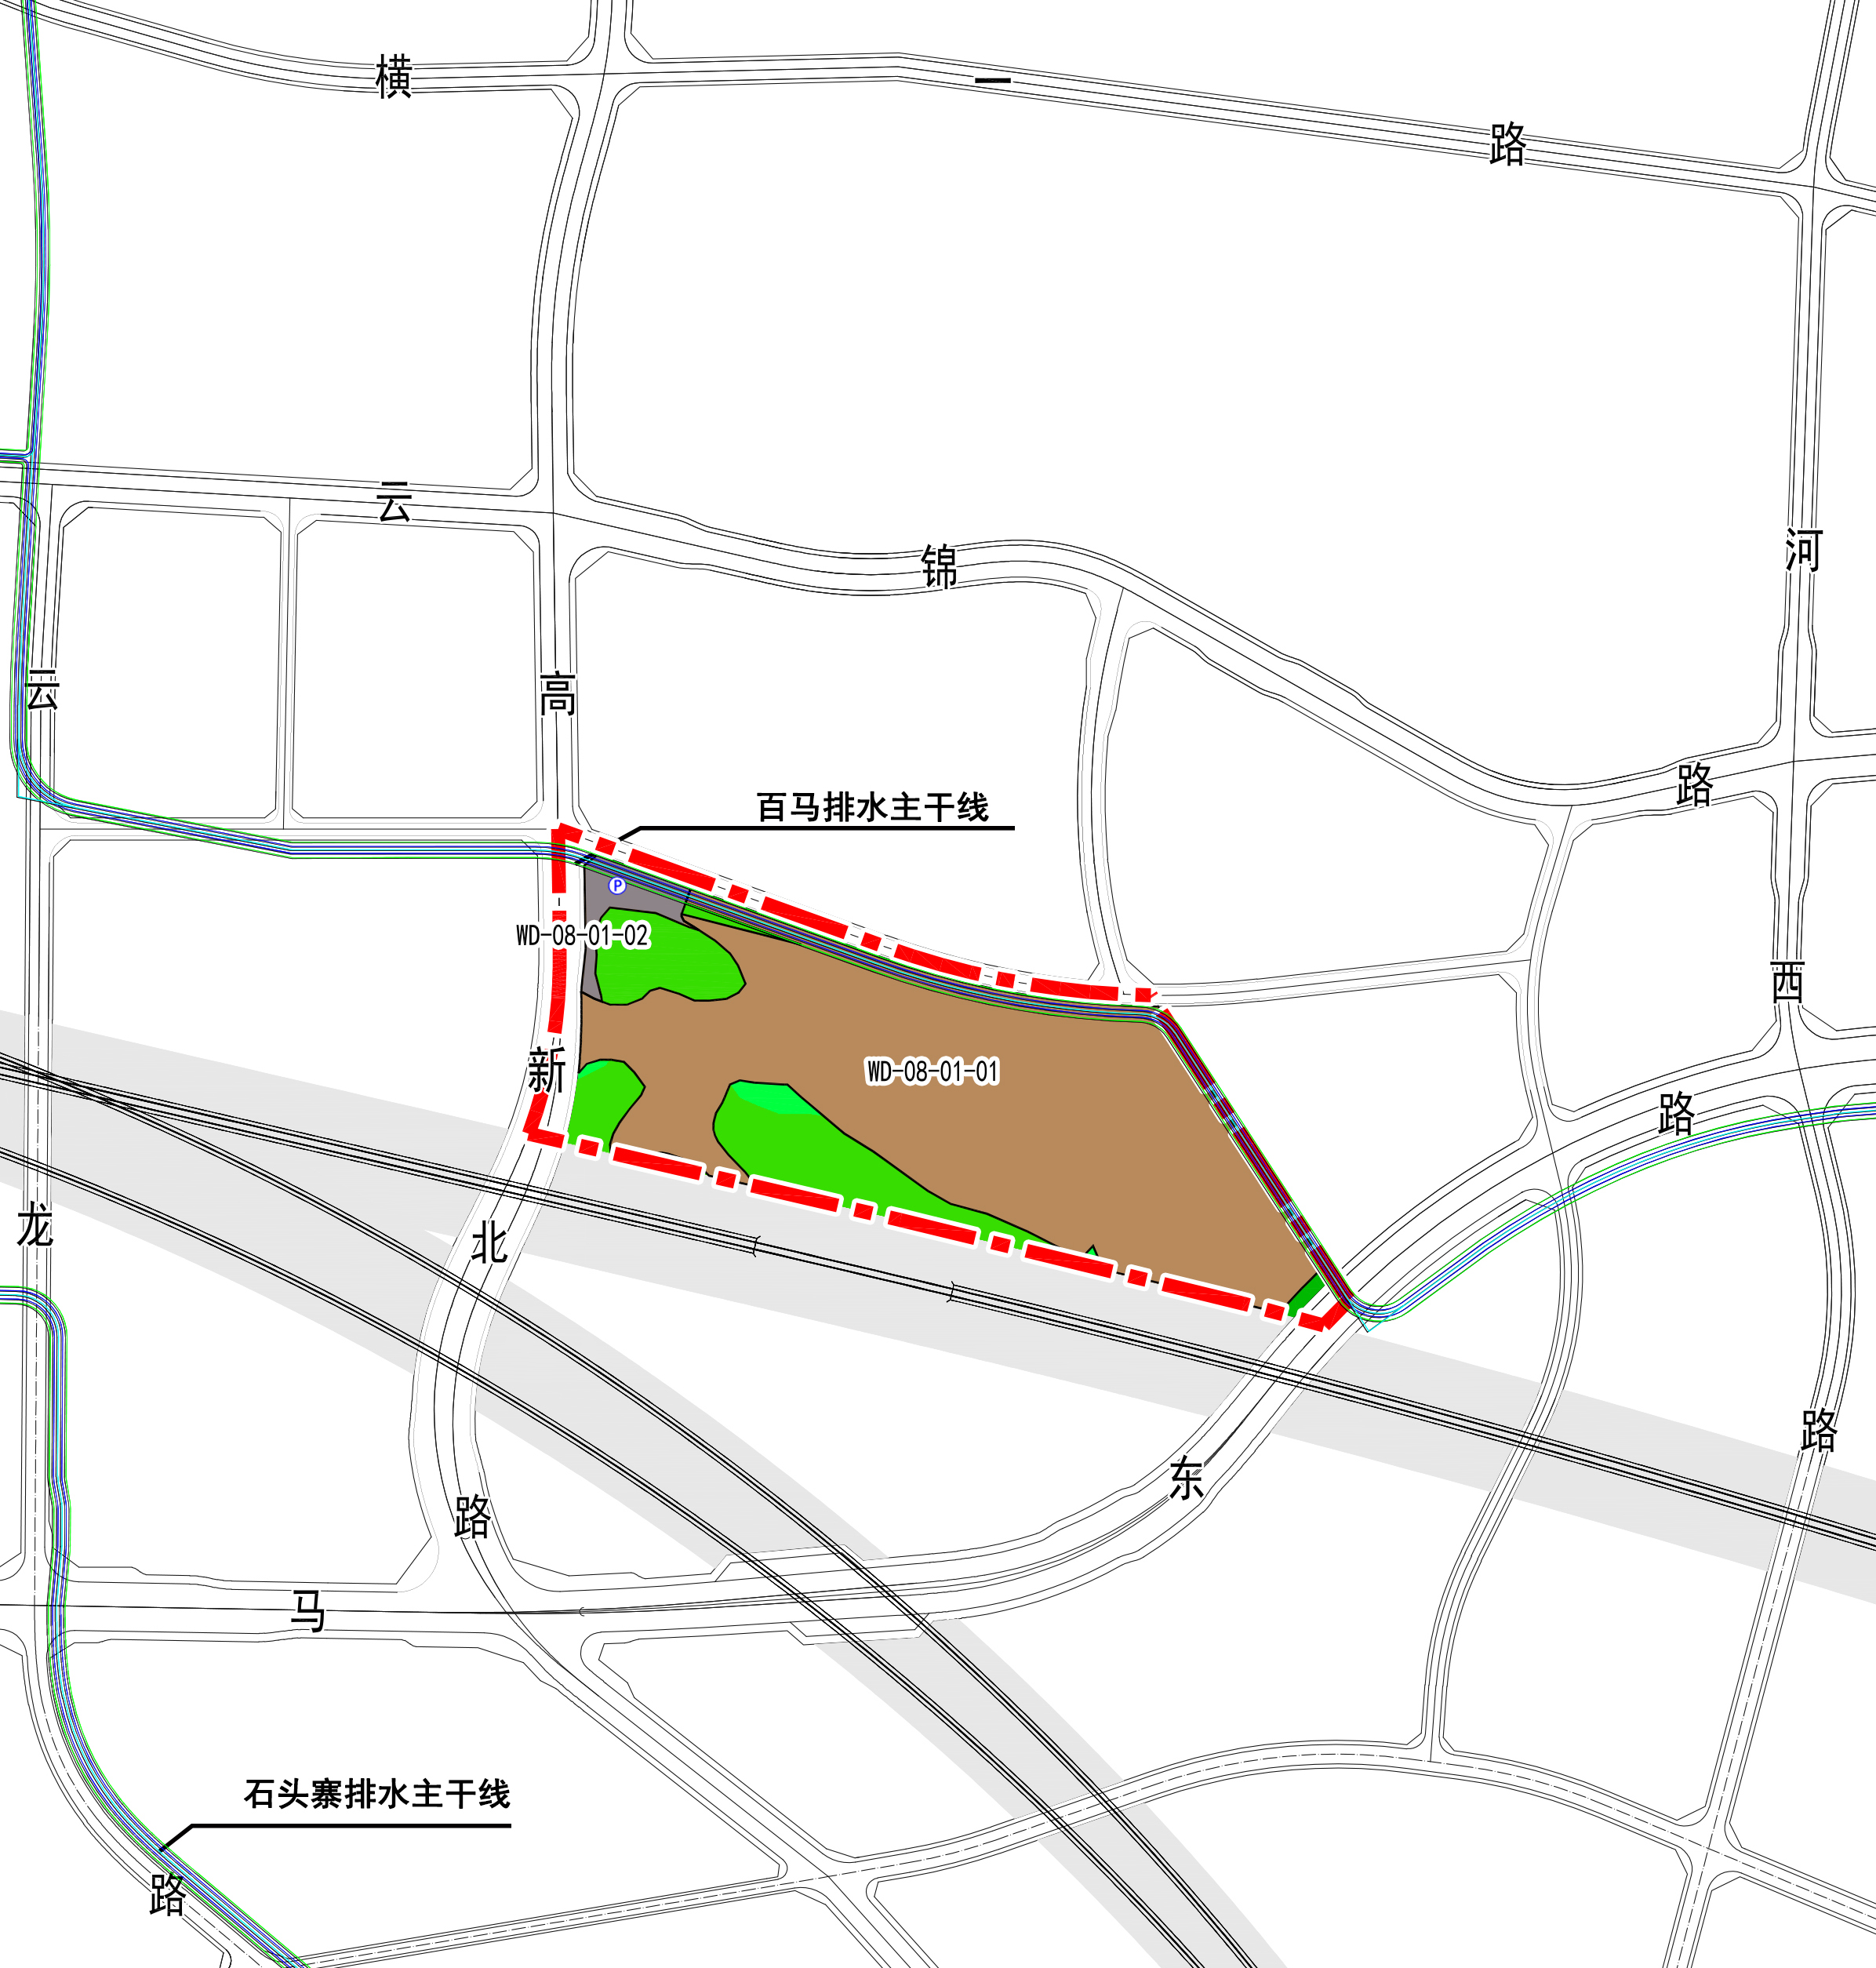 横一路
云锦路
云龙路
高新北路
河西路
马东路
百马排水主干线
P
WD-08-01-02
WD-08-01-01
石头寨排水主干线